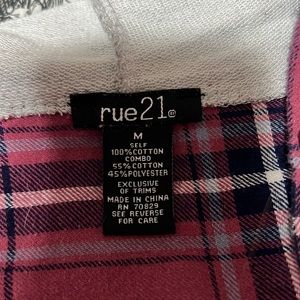 rue21®
M
SELF
100%COTTON
COMBO
55%COTTON
45%POLYESTER
EXCLUSIVE
OF TRIMS
MADE IN CHINA
RN 70829
SEE REVERSE
FOR CARE